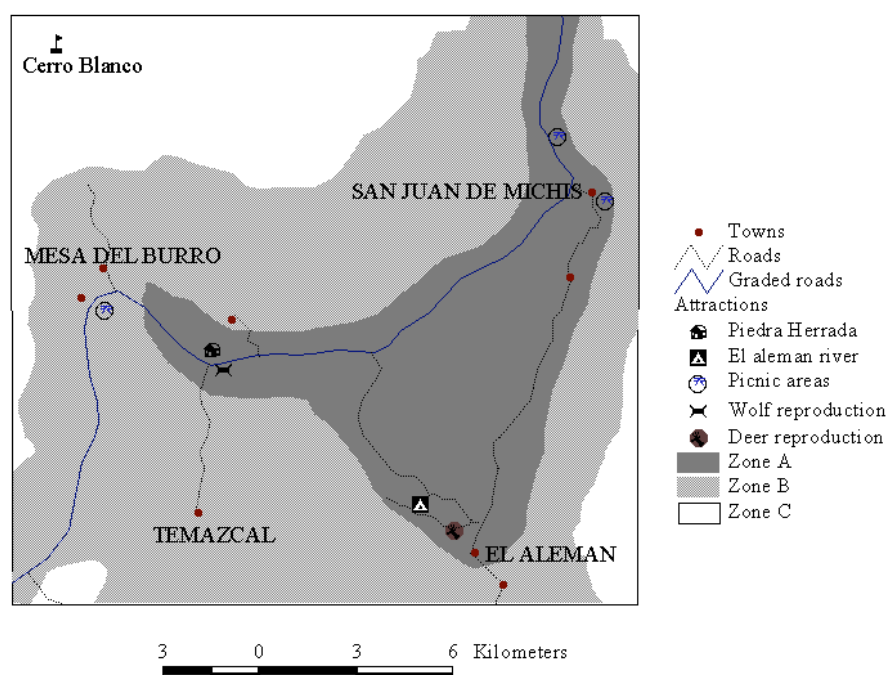 Cerro Blanco
SAN JUAN DE MICHIS
MESA DEL BURRO
TEMAZCAL
EL ALEMAN
Towns
Roads
Graded roads
Attractions
Piedra Herrada
El aleman river
Picnic areas
Wolf reproduction
Deer reproduction
Zone A
Zone B
Zone C
3 0 3 6 Kilometers